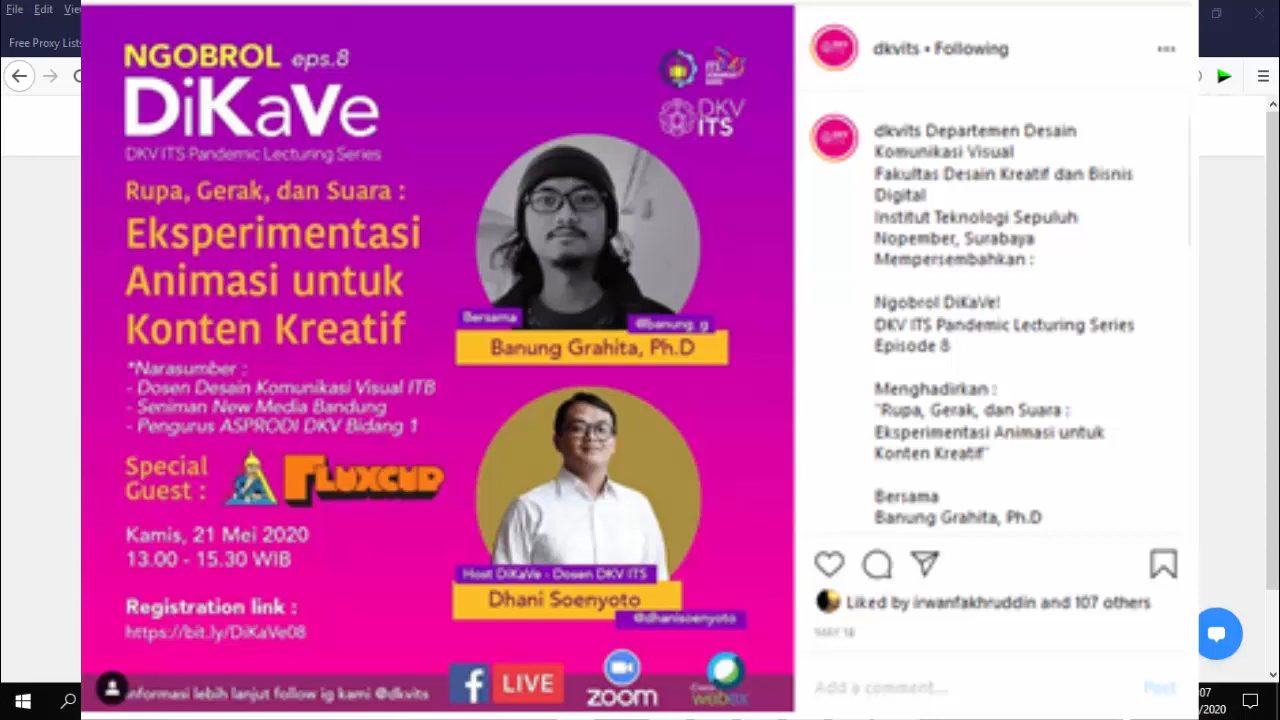 File Edit
Free Proxy Lists
NGOBROL eps.8
DiKaVe
DKV ITS Pandemic Lecturing Series
DKV
ITS
Rupa, Gerak, dan Suara :
Eksperimentasi
Animasi untuk
Konten Kreatif
*Narasumber :
- Dosen Desain Komunikasi Visual ITB
- Seniman New Media Bandung
- Pengurus ASPRODI DKV Bidang 1
Bersama
@banung_g
Banung Grahita, Ph.D
Special
Guest :
FLUXCUP
Kamis, 21 Mei 2020
13.00 - 15.30 WIB
Host DiKaVe - Dosen DKV ITS
Dhani Soenyoto
@dhanisoenyoto
Registration link :
https://bit.ly/DiKaVe08
informasi lebih lanjut follow ig kami @dkvits
f LIVE
zoom
Cisco
webex
dkvits • Following
dkvits Departemen Desain
Komunikasi Visual
Fakultas Desain Kreatif dan Bisnis
Digital
Institut Teknologi Sepuluh
Nopember, Surabaya
Mempersembahkan :
Ngobrol DiKaVe!
DKV ITS Pandemic Lecturing Series
Episode 8
Menghadirkan :
"Rupa, Gerak, dan Suara :
Eksperimentasi Animasi untuk
Konten Kreatif"
Bersama
Banung Grahita, Ph.D
Liked by irwanfakhruddin and 107 others
MAY 18
Add a comment...
Post
:07
/2020